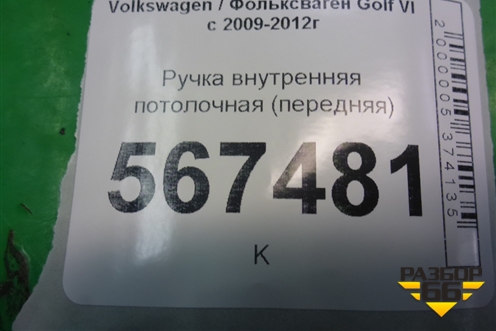 Volkswagen / Фольксваген Golf VI
с 2009-2012г
Ручка внутренняя
потолочная (передняя)
567481
К
2000005374135
РАЗБОР
66